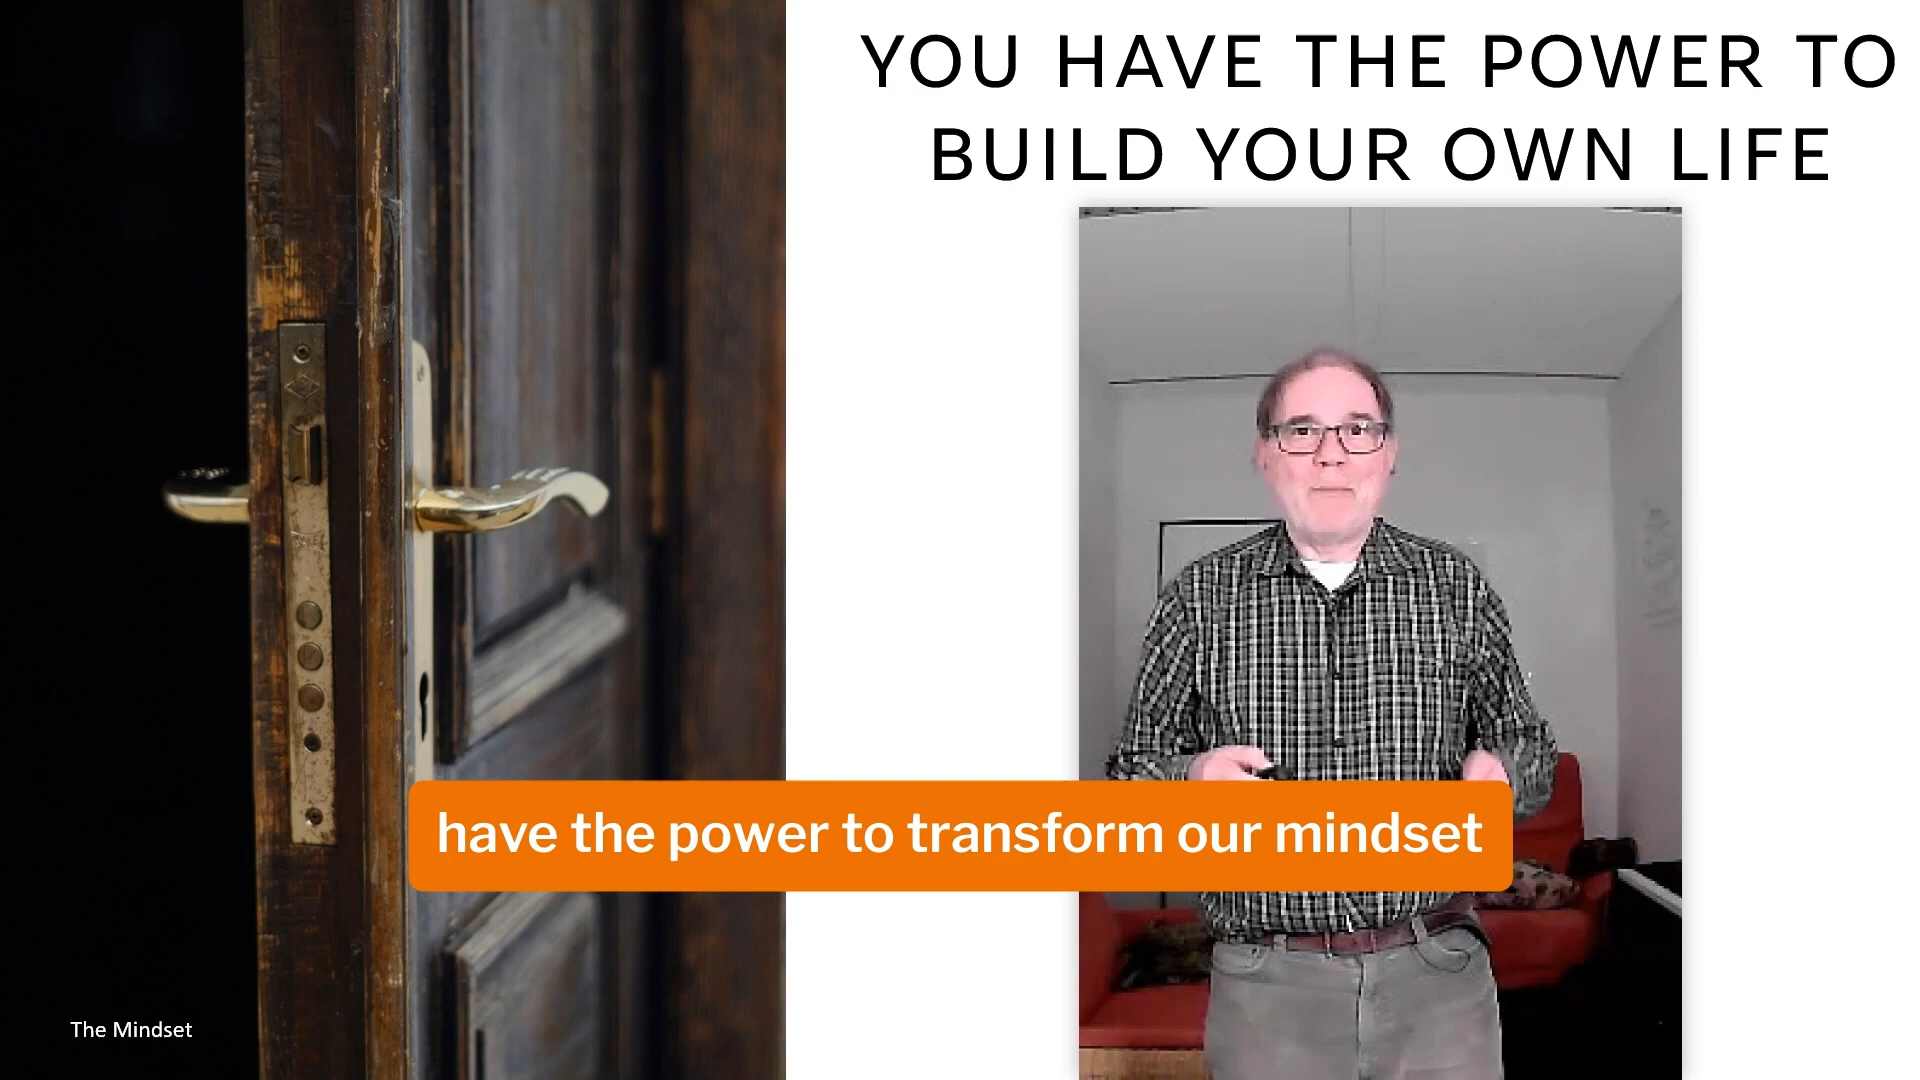 YOU HAVE THE POWER TO
BUILD YOUR OWN LIFE
have the power to transform our mindset
The Mindset